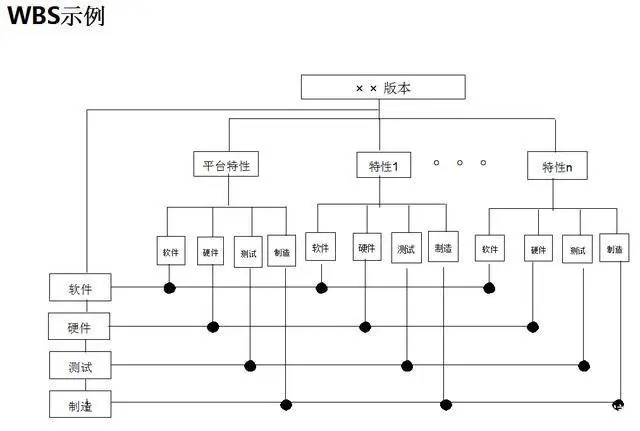 WBS示例
× × 版本
平台特性 特性1 。 。 。 特性n
软件 硬件 测试 制造 软件 硬件 测试 制造 软件 硬件 测试 制造
软件
硬件
测试
制造